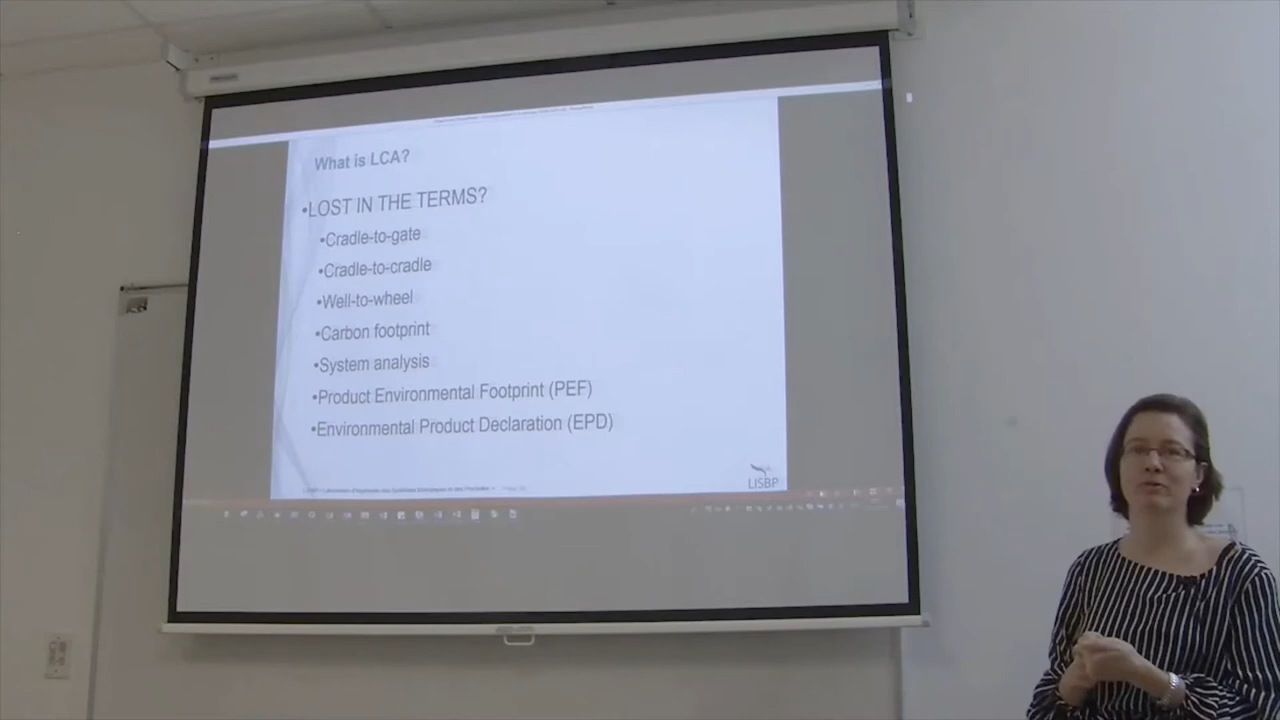 What is LCA?
•LOST IN THE TERMS?
•Cradle-to-gate
•Cradle-to-cradle
•Well-to-wheel
•Carbon footprint
•System analysis
•Product Environmental Footprint (PEF)
•Environmental Product Declaration (EPD)
LISBP